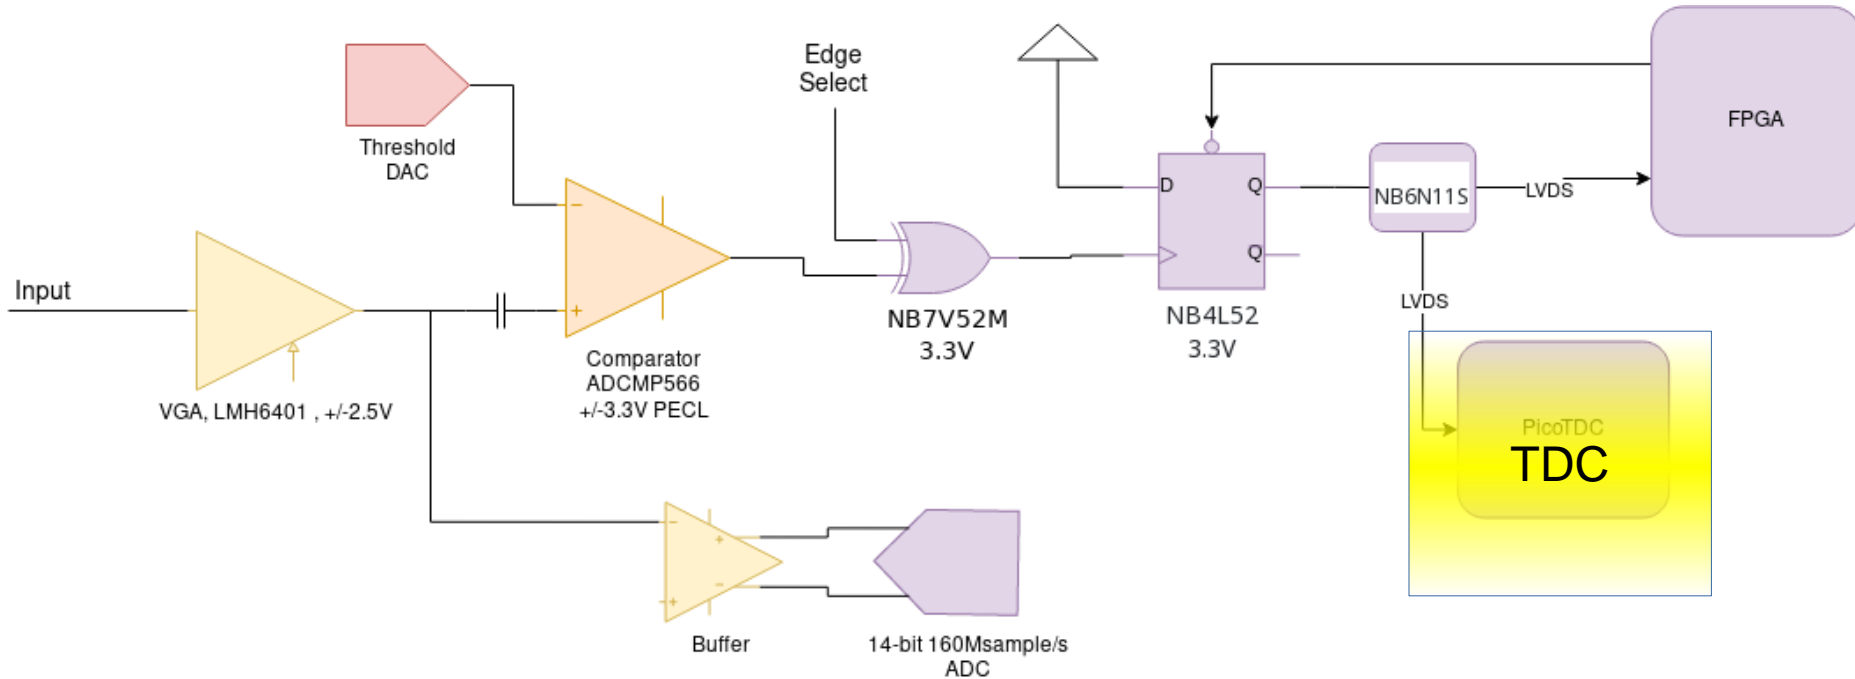 Edge
Select
Threshold
DAC
FPGA
D
Q
Q
NB6N11S
LVDS
Input
-
+
NB7V52M
3.3V
NB4L52
3.3V
LVDS
Comparator
ADCMP566
+/-3.3V PECL
VGA, LMH6401 , +/-2.5V
PicoTDC
TDC
-
+
-
+
Buffer
14-bit 160Msample/s
ADC